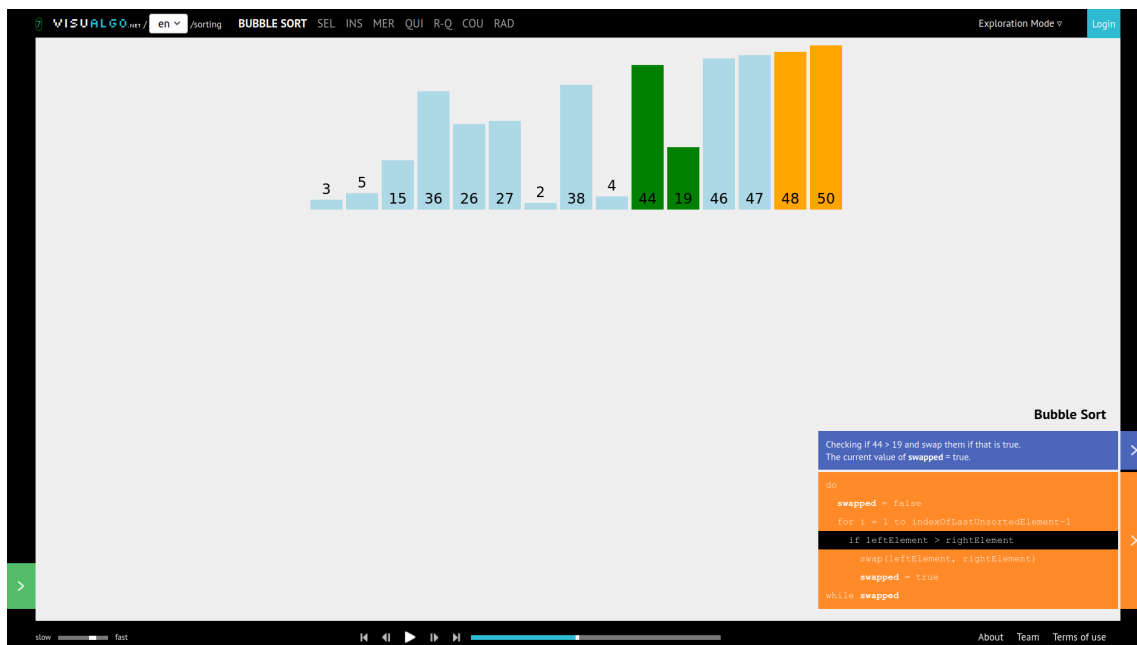 7 VISUALGO.NET / en /sorting BUBBLE SORT SEL INS MER QUI R-Q COU RAD Exploration Mode ▿ Login
3 5 15 36 26 27 2 38 4 44 19 46 47 48 50
Bubble Sort
Checking if 44 > 19 and swap them if that is true.
The current value of swapped = true.
do
swapped = false
for i = 1 to indexOfLastUnsortedElement-1
if leftElement > rightElement
swap(leftElement, rightElement)
swapped = true
while swapped
slow fast About Team Terms of use